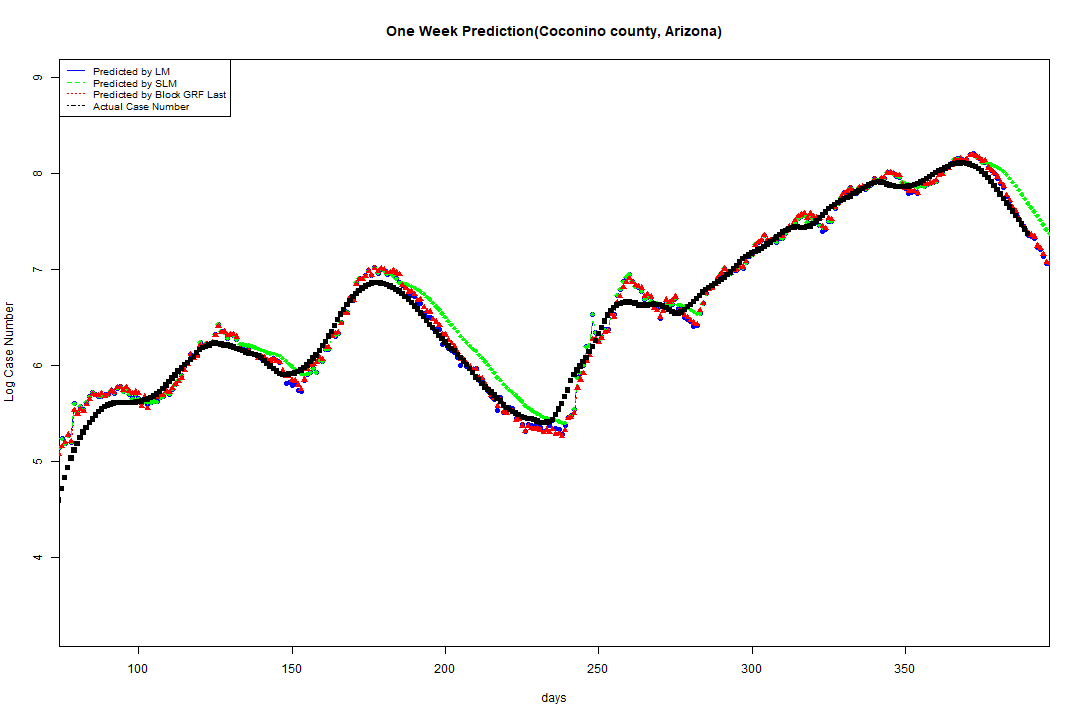 One Week Prediction(Coconino county, Arizona)
Predicted by LM
Predicted by SLM
Predicted by Block GRF Last
Actual Case Number
Log Case Number
9
8
7
6
5
4
100 150 200 250 300 350
days